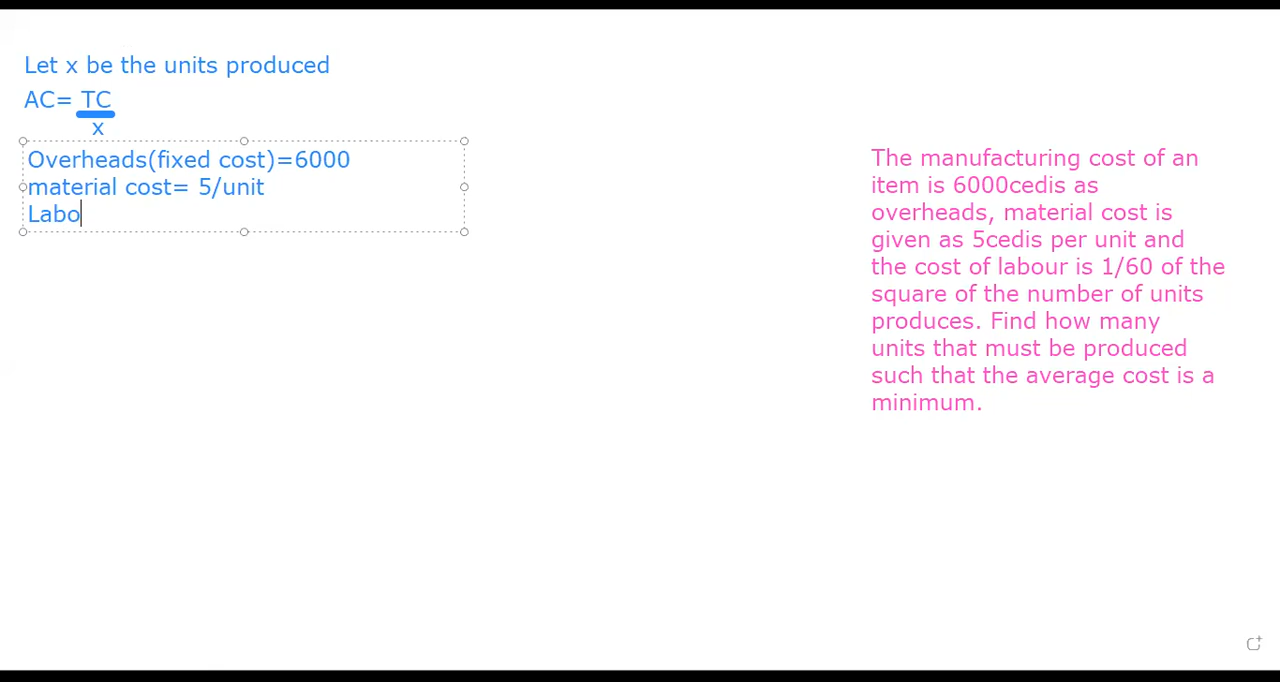 Let x be the units produced
AC= TC
x
Overheads(fixed cost)=6000
material cost= 5/unit
Labo
The manufacturing cost of an
item is 6000cedis as
overheads, material cost is
given as 5cedis per unit and
the cost of labour is 1/60 of the
square of the number of units
produces. Find how many
units that must be produced
such that the average cost is a
minimum.